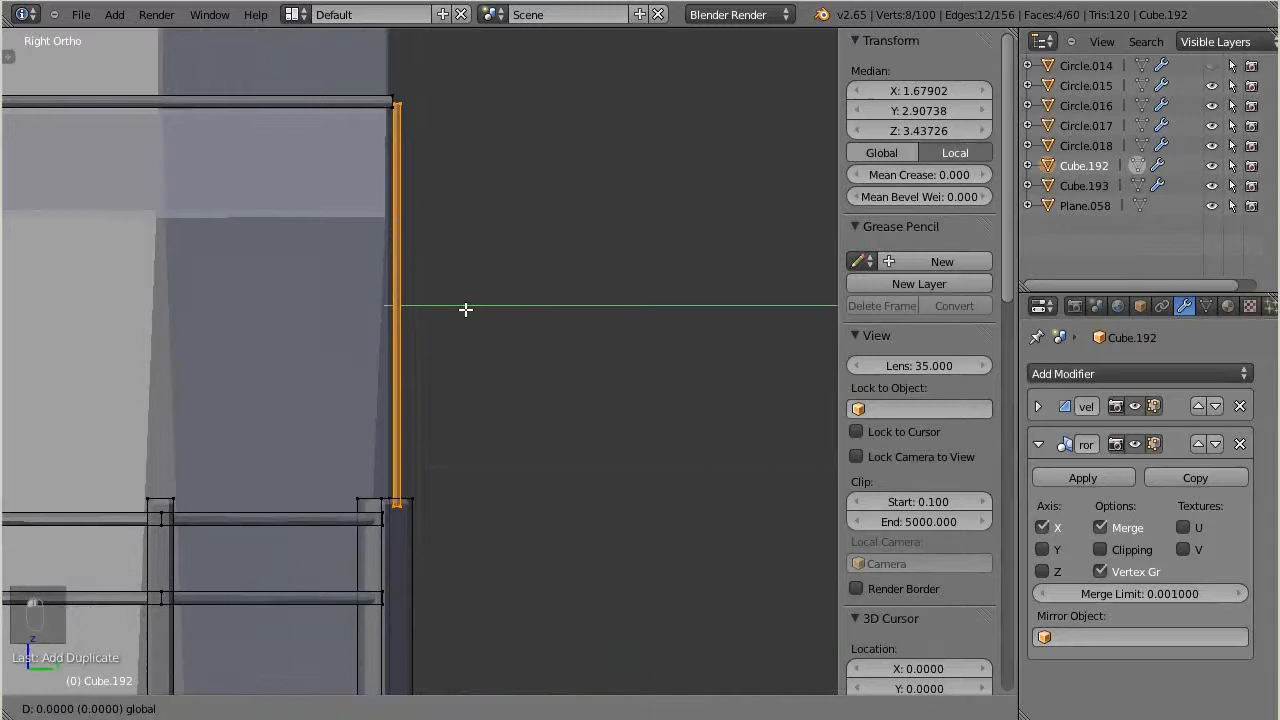 File Add Render Window Help Default Scene Blender Render v2.65 | Verts:8/100 | Edges:12/156 | Faces:4/60 | Tris:120 | Cube.192
Right Ortho
Transform
Median:
X: 1.67902
Y: 2.90738
Z: 3.43726
Global Local
Mean Crease: 0.000
Mean Bevel Wei: 0.000
Grease Pencil
New
New Layer
Delete Frame Convert
View
Lens: 35.000
Lock to Object:
Lock to Cursor
Lock Camera to View
Clip:
Start: 0.100
End: 5000.000
Local Camera:
Camera
Render Border
3D Cursor
Location:
X: 0.0000
Y: 0.0000
View Search Visible Layers
Circle.014
Circle.015
Circle.016
Circle.017
Circle.018
Cube.192
Cube.193
Plane.058
Cube.192
Add Modifier
vel
ror
Apply Copy
Axis: Options: Textures:
X Merge U
Y Clipping V
Z Vertex Gr
Merge Limit: 0.001000
Mirror Object:
z
Last: Add Duplicate
(0) Cube.192
D: 0.0000 (0.0000) global